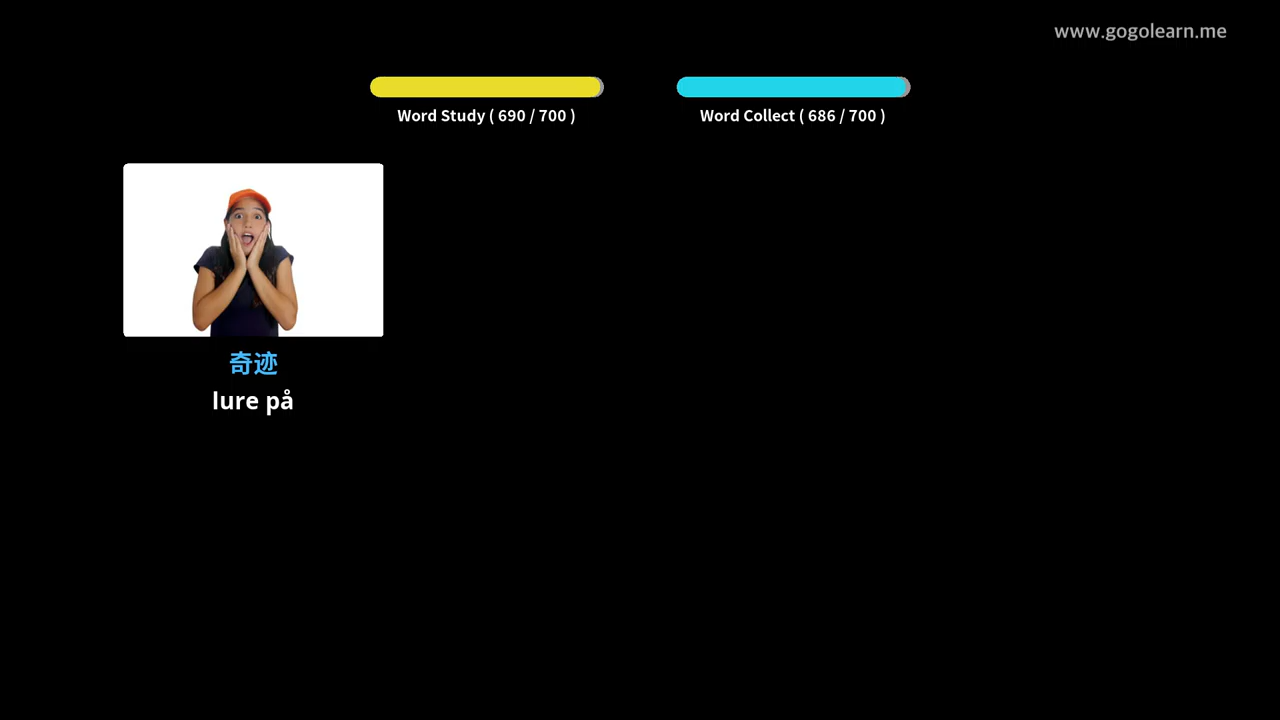 www.gogolearn.me
Word Study ( 690 / 700 )
Word Collect ( 686 / 700 )
奇迹
lure på